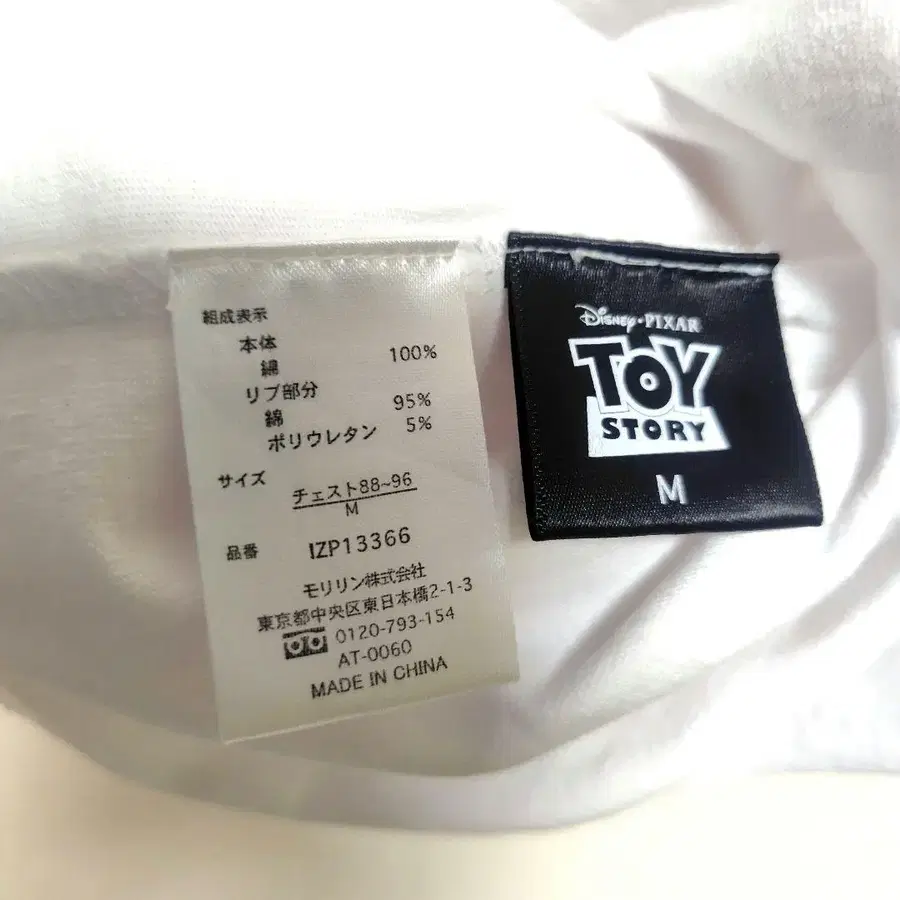 組成表示
本体
綿 100%
リブ部分
綿 95%
ポリウレタン 5%
サイズ
チェスト88~96
M
品番 IZP13366
モリリン株式会社
東京都中央区東日本橋2-1-3
0120-793-154
AT-0060
MADE IN CHINA
Disney・PIXAR
TOY
STORY
M